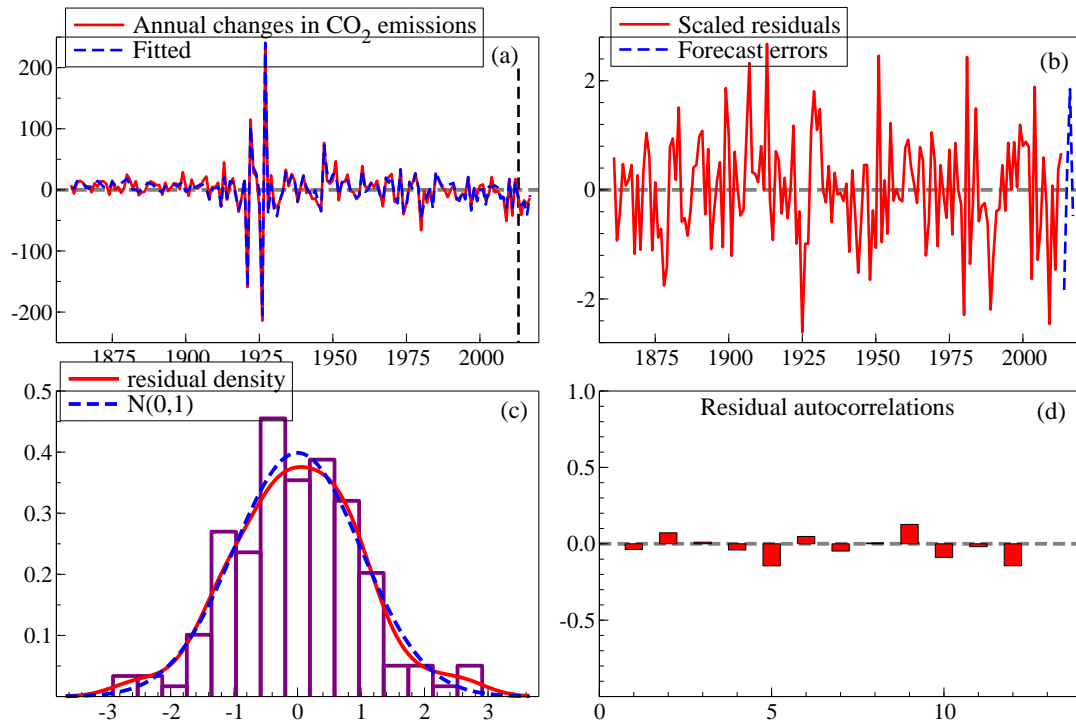 Annual changes in CO2 emissions
Fitted
(a)
200
100
0
-100
-200
1875 1900 1925 1950 1975 2000
Scaled residuals
Forecast errors
(b)
2
0
-2
1875 1900 1925 1950 1975 2000
residual density
N(0,1)
(c)
0.5
0.4
0.3
0.2
0.1
-3 -2 -1 0 1 2 3
Residual autocorrelations
(d)
1.0
0.5
0.0
-0.5
0 5 10